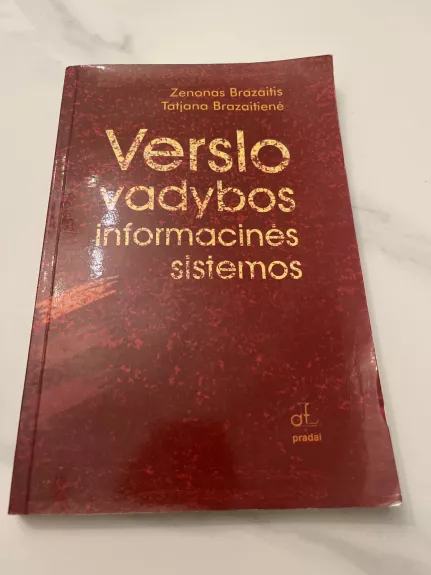 Zenonas Brazaitis
Tatjana Brazaitienė
Verslo
vadybos
informacinės
sistemos
pradai